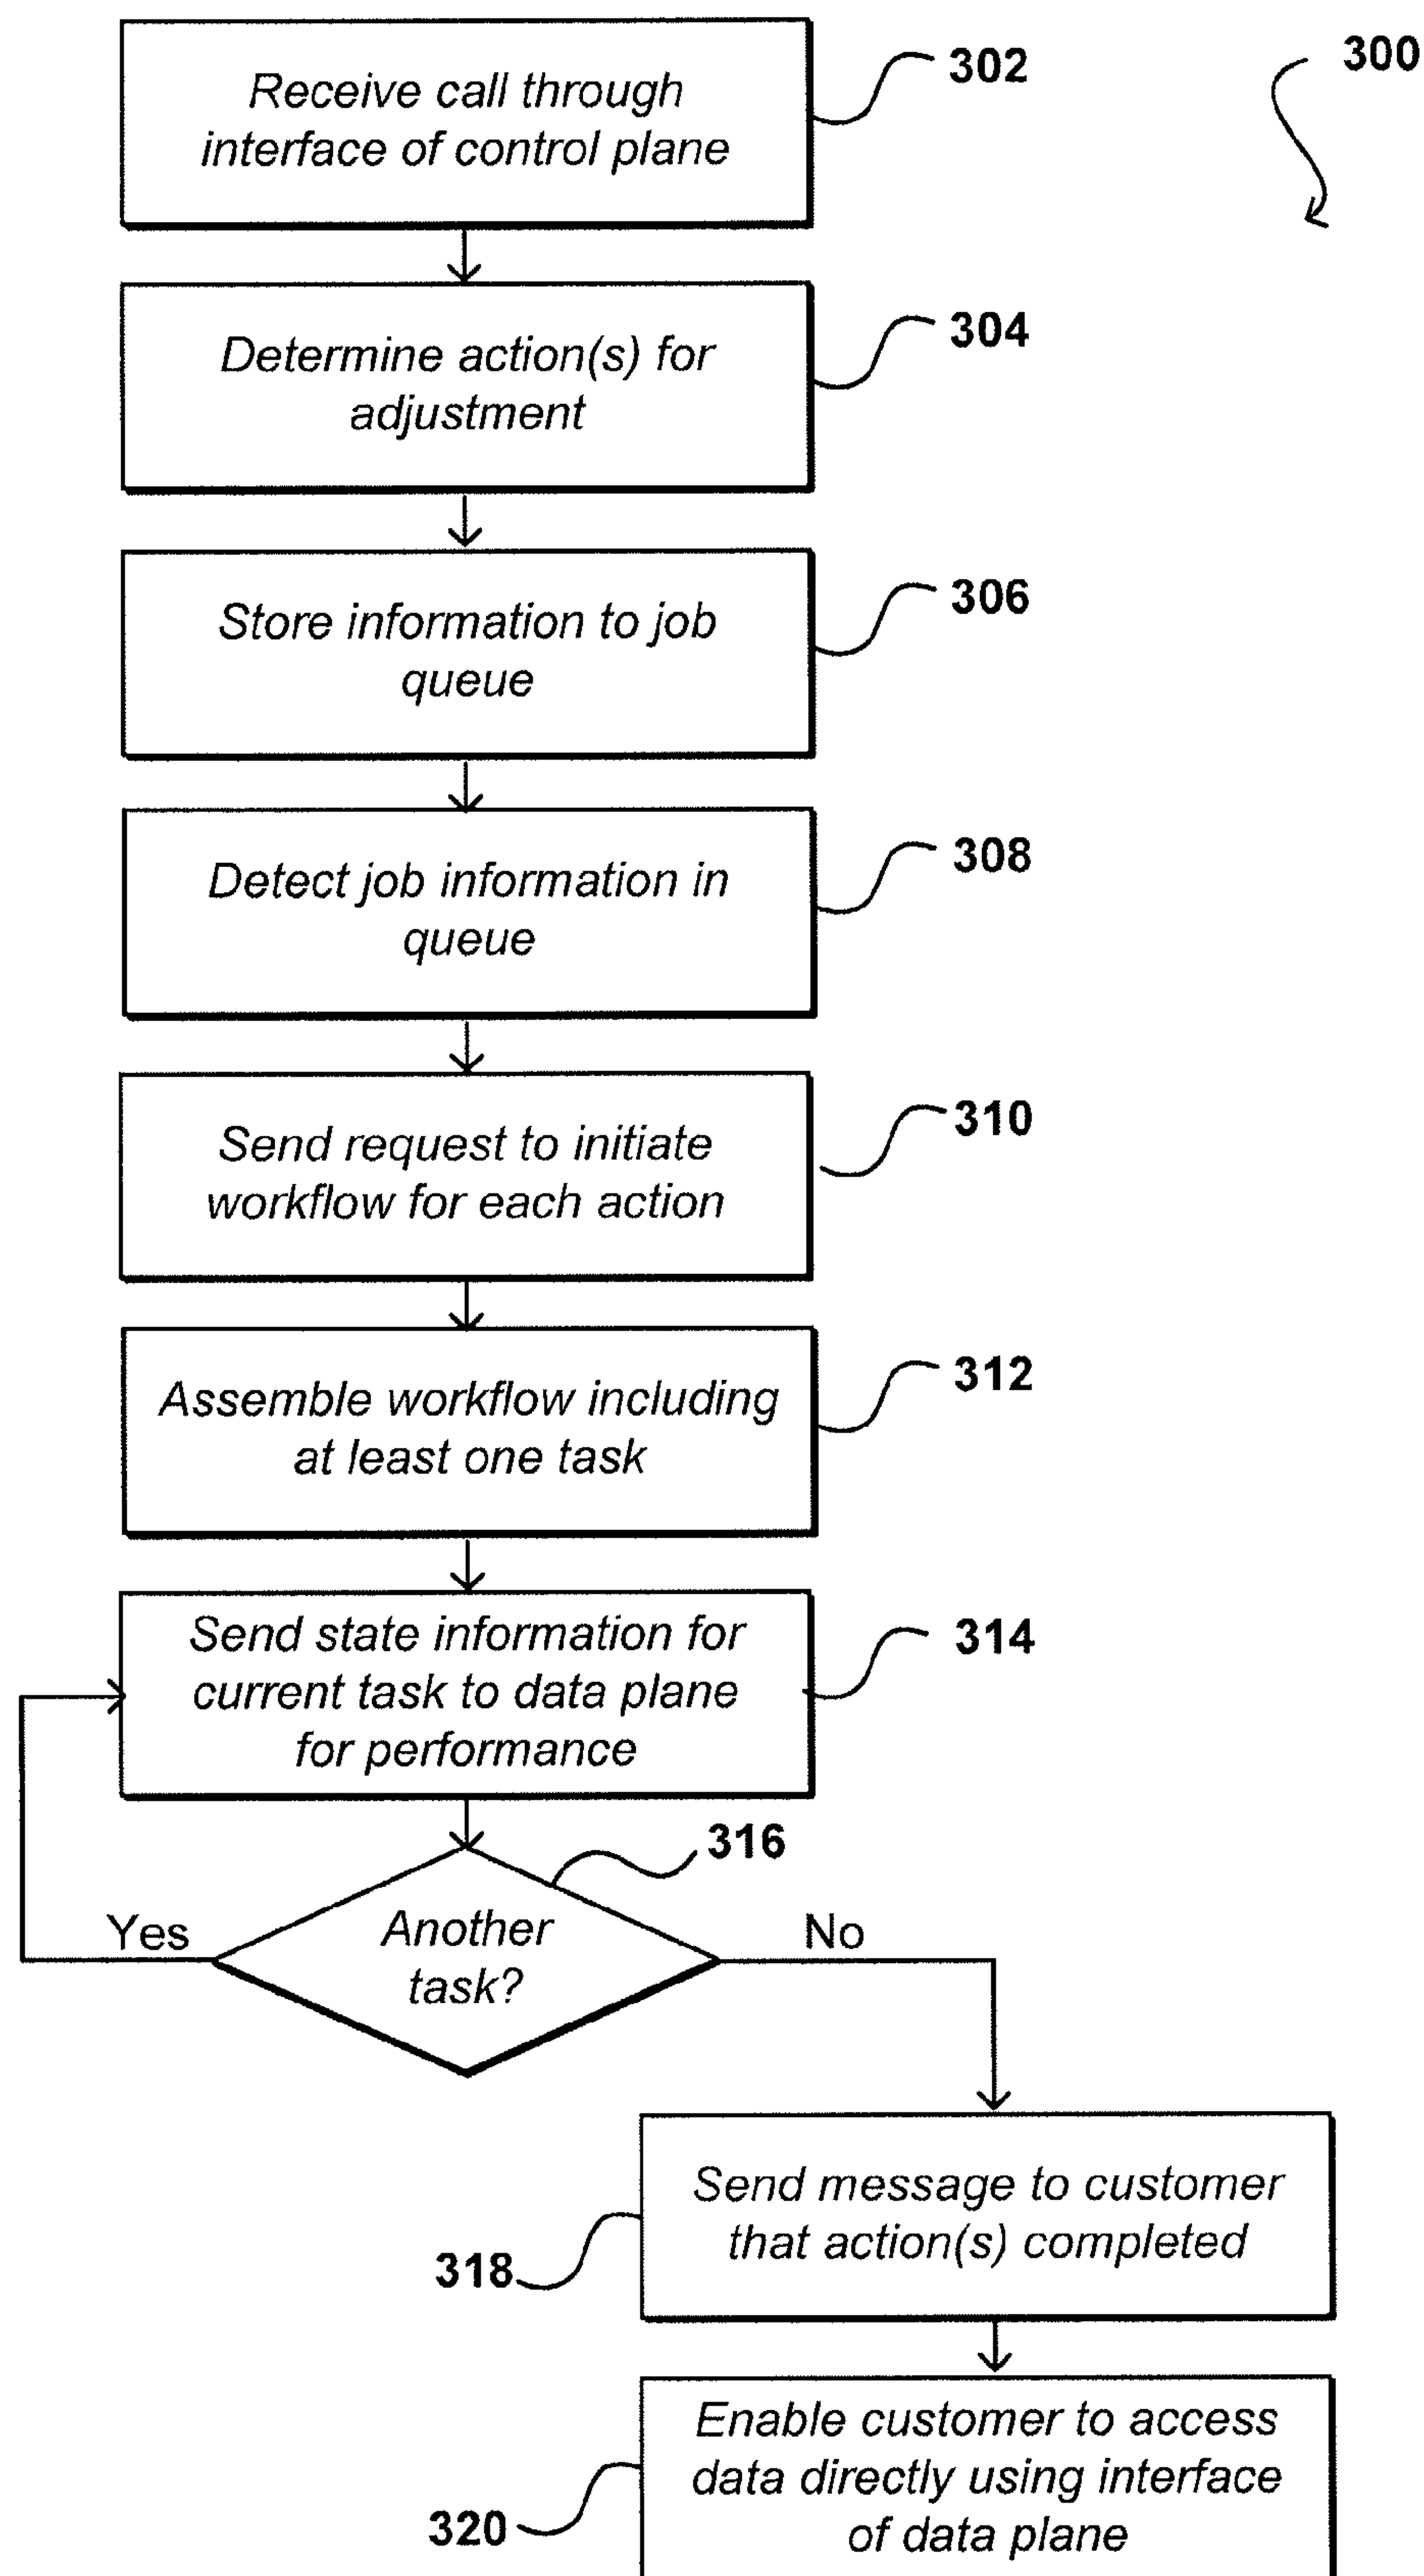 300
Receive call through
interface of control plane
302
Determine action(s) for
adjustment
304
Store information to job
queue
306
Detect job information in
queue
308
Send request to initiate
workflow for each action
310
Assemble workflow including
at least one task
312
Send state information for
current task to data plane
for performance
314
316
Another
task?
Yes
No
Send message to customer
that action(s) completed
318
Enable customer to access
data directly using interface
of data plane
320